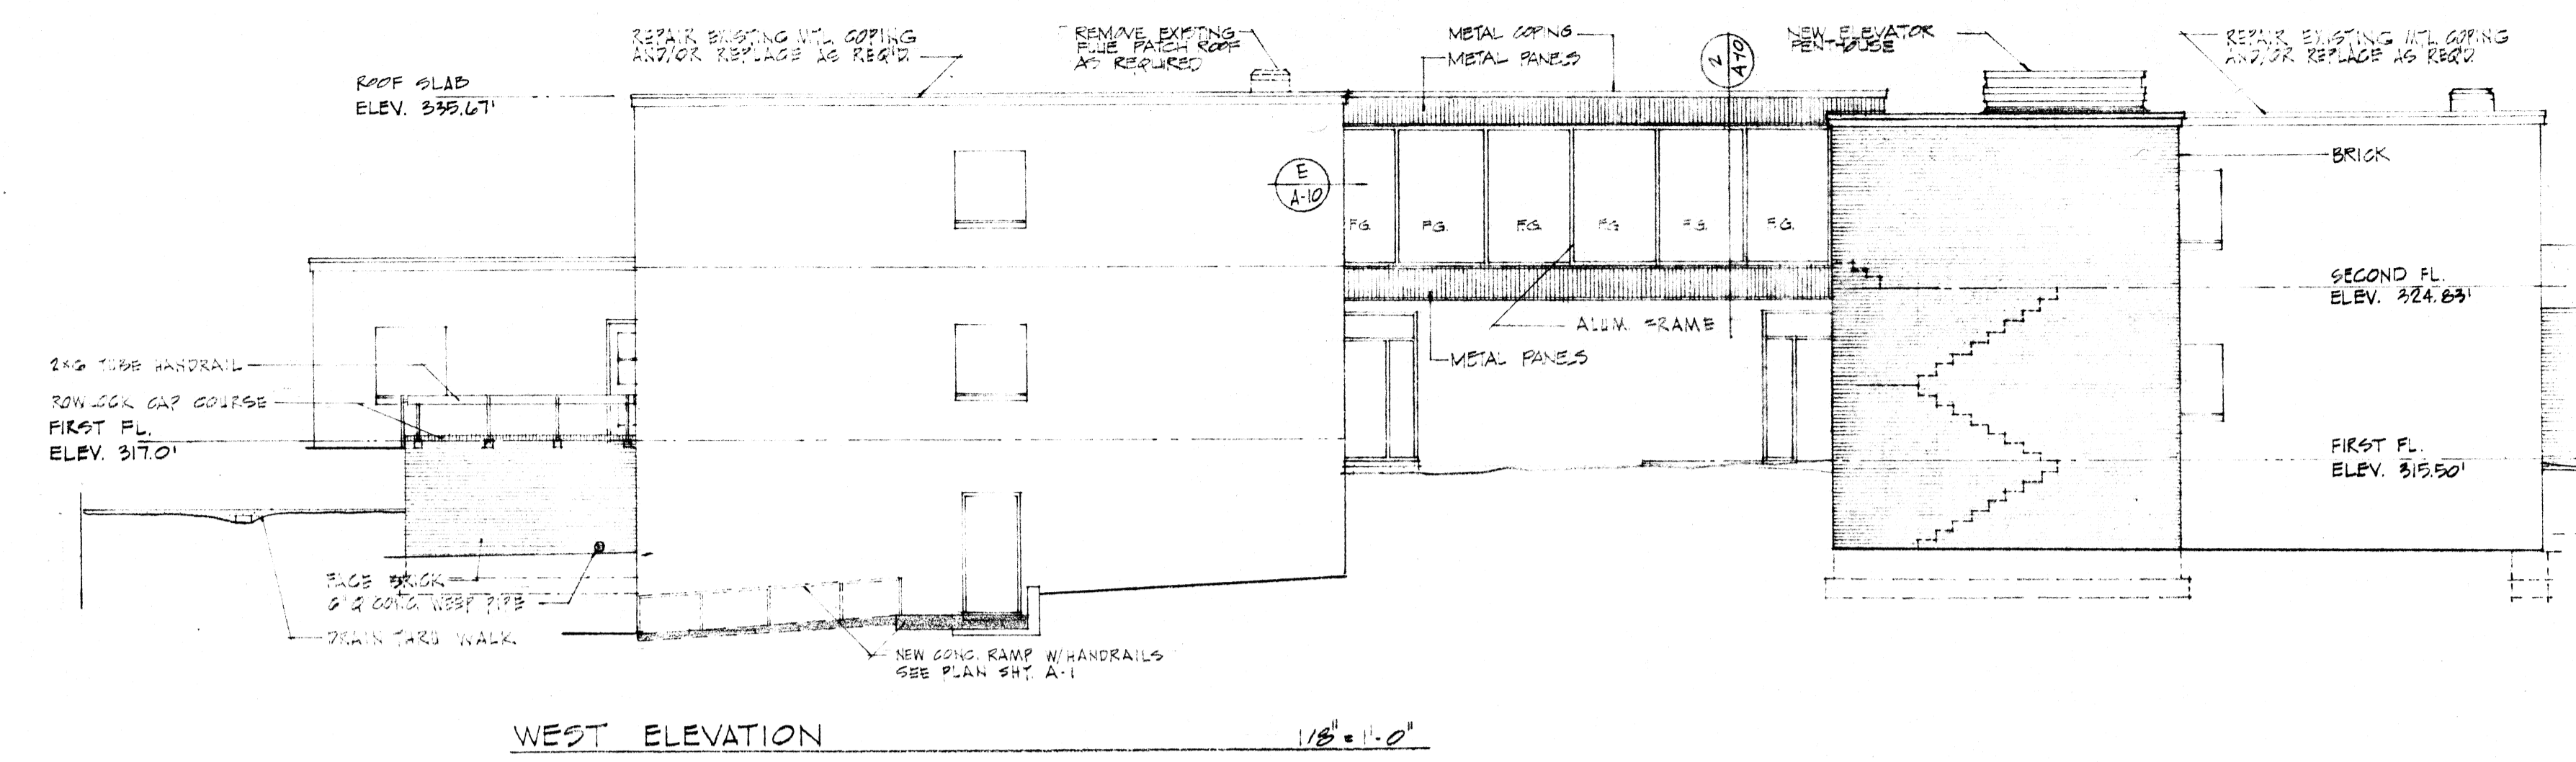 REPAIR EXISTING MTL. COPING
AND/OR REPLACE AS REQ'D.
REMOVE EXISTING
FLUE PATCH ROOF
AS REQUIRED
METAL COPING
METAL PANELS
2
A-10
NEW ELEVATOR
PENTHOUSE
REPAIR EXISTING MTL. COPING
AND/OR REPLACE AS REQ'D.
ROOF SLAB
ELEV. 335.67'
BRICK
E
A-10
F.G. F.G. F.G. F.G. F.G. F.G.
SECOND FL.
ELEV. 324.83'
ALUM. FRAME
METAL PANELS
2x6 TUBE HANDRAIL
ROWLOCK CAP COURSE
FIRST FL.
ELEV. 317.0'
FIRST FL.
ELEV. 315.50'
FACE BRICK
6" Q CONC. WEEP PIPE
DRAIN THRU WALK
NEW CONC. RAMP W/HANDRAILS
SEE PLAN SHT. A-1
WEST ELEVATION 1/8" = 1'-0"